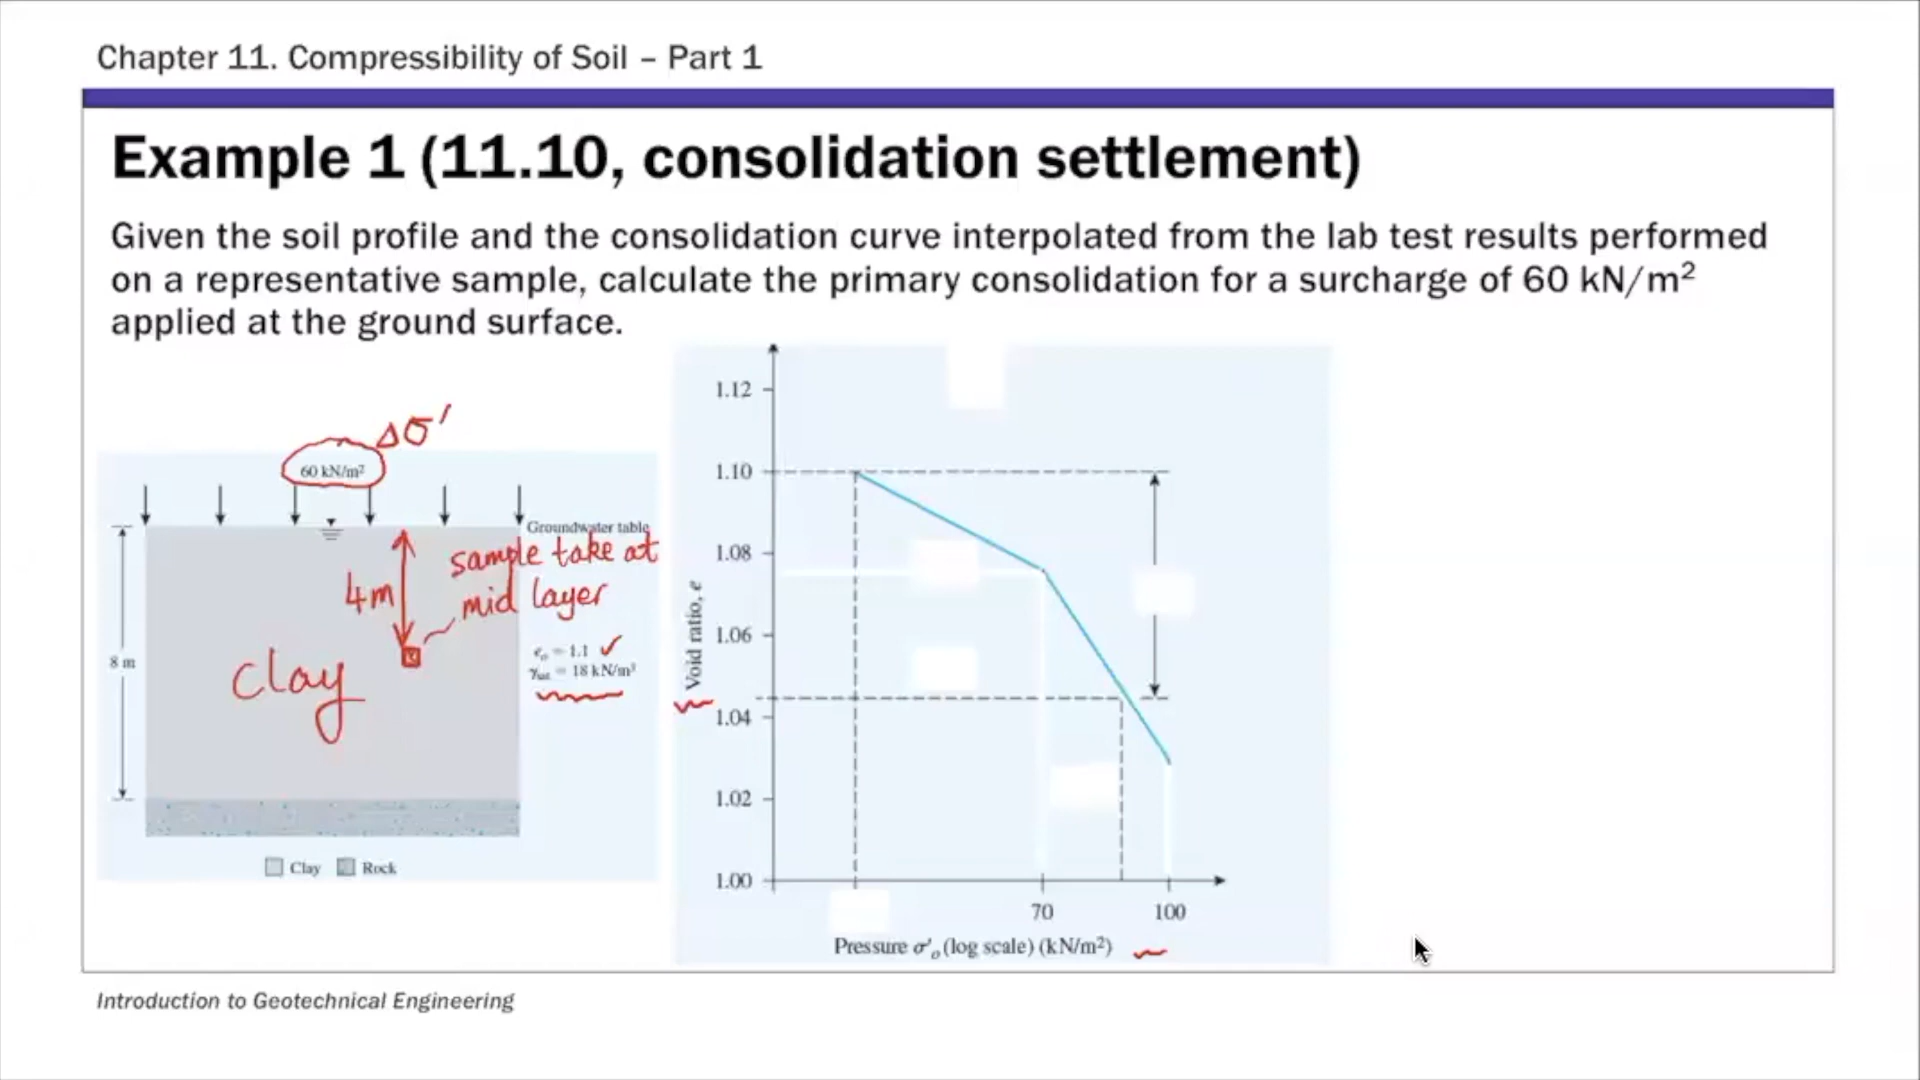 Chapter 11. Compressibility of Soil – Part 1
Example 1 (11.10, consolidation settlement)
Given the soil profile and the consolidation curve interpolated from the lab test results performed
on a representative sample, calculate the primary consolidation for a surcharge of 60 kN/m²
applied at the ground surface.
Δσ'
60 kN/m²
Groundwater table
sample take at
mid layer
4m
8 m
clay
eₒ = 1.1 ✓
γsat = 18 kN/m³
Clay
Rock
1.12
1.10
1.08
1.06
1.04
1.02
1.00
Void ratio, e
70
100
Pressure σ'ₒ (log scale) (kN/m²)
Introduction to Geotechnical Engineering